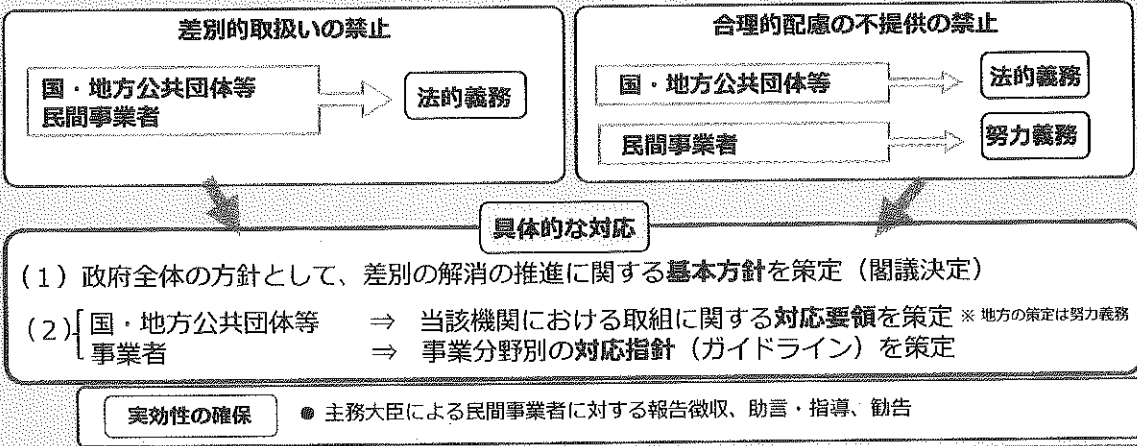 差別的取扱いの禁止
国・地方公共団体等
民間事業者
法的義務
合理的配慮の不提供の禁止
国・地方公共団体等
法的義務
民間事業者
努力義務
具体的な対応
(1)政府全体の方針として、差別の解消の推進に関する基本方針を策定(閣議決定)
(2) 国・地方公共団体等 ⇒ 当該機関における取組に関する対応要領を策定 ※ 地方の策定は努力義務
事業者 ⇒ 事業分野別の対応指針(ガイドライン)を策定
実効性の確保 ● 主務大臣による民間事業者に対する報告徴収、助言・指導、勧告